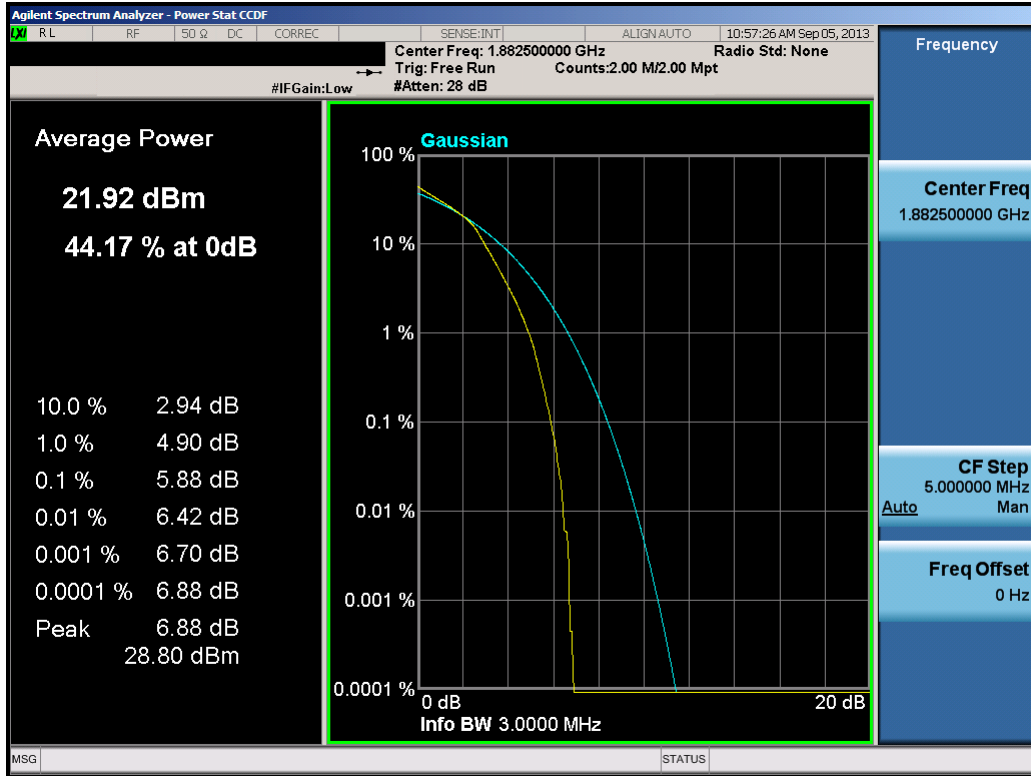 Agilent Spectrum Analyzer - Power Stat CCDF
LXI RL RF 50 Ω DC CORREC SENSE:INT ALIGN AUTO 10:57:26 AM Sep 05, 2013
Center Freq: 1.882500000 GHz Radio Std: None
Trig: Free Run Counts:2.00 M/2.00 Mpt
#IFGain:Low #Atten: 28 dB
Average Power
21.92 dBm
44.17 % at 0dB
10.0 % 2.94 dB
1.0 % 4.90 dB
0.1 % 5.88 dB
0.01 % 6.42 dB
0.001 % 6.70 dB
0.0001 % 6.88 dB
Peak 6.88 dB
28.80 dBm
Gaussian
100 %
10 %
1 %
0.1 %
0.01 %
0.001 %
0.0001 %
0 dB 20 dB
Info BW 3.0000 MHz
Frequency
Center Freq
1.882500000 GHz
CF Step
5.000000 MHz
Auto Man
Freq Offset
0 Hz
MSG STATUS